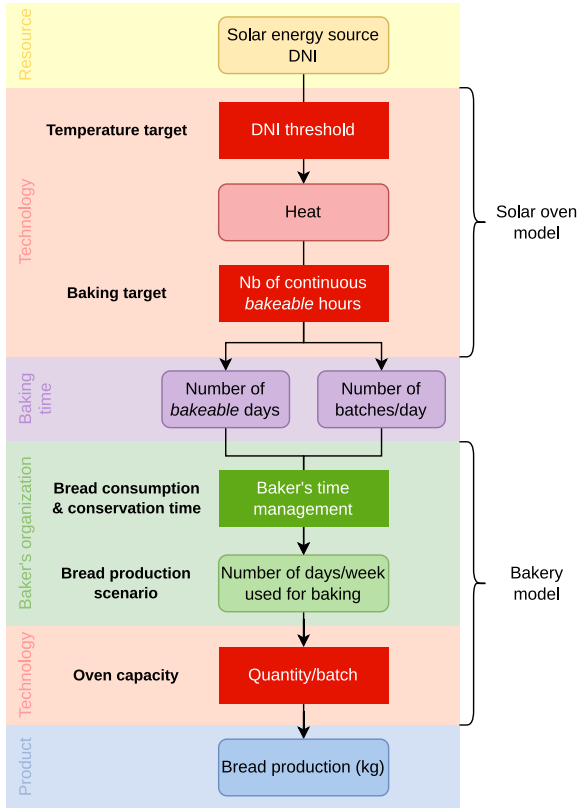 Resource
Solar energy source
DNI
Temperature target
DNI threshold
Technology
Heat
Solar oven
model
Baking target
Nb of continuous
bakeable
hours
Baking
time
Number of
bakeable days
Number of
batches/day
Baker's organization
Bread consumption
& conservation time
Baker's time
management
Bread production
scenario
Number of days/week
used for baking
Bakery
model
Technology
Oven capacity
Quantity/batch
Product
Bread production (kg)